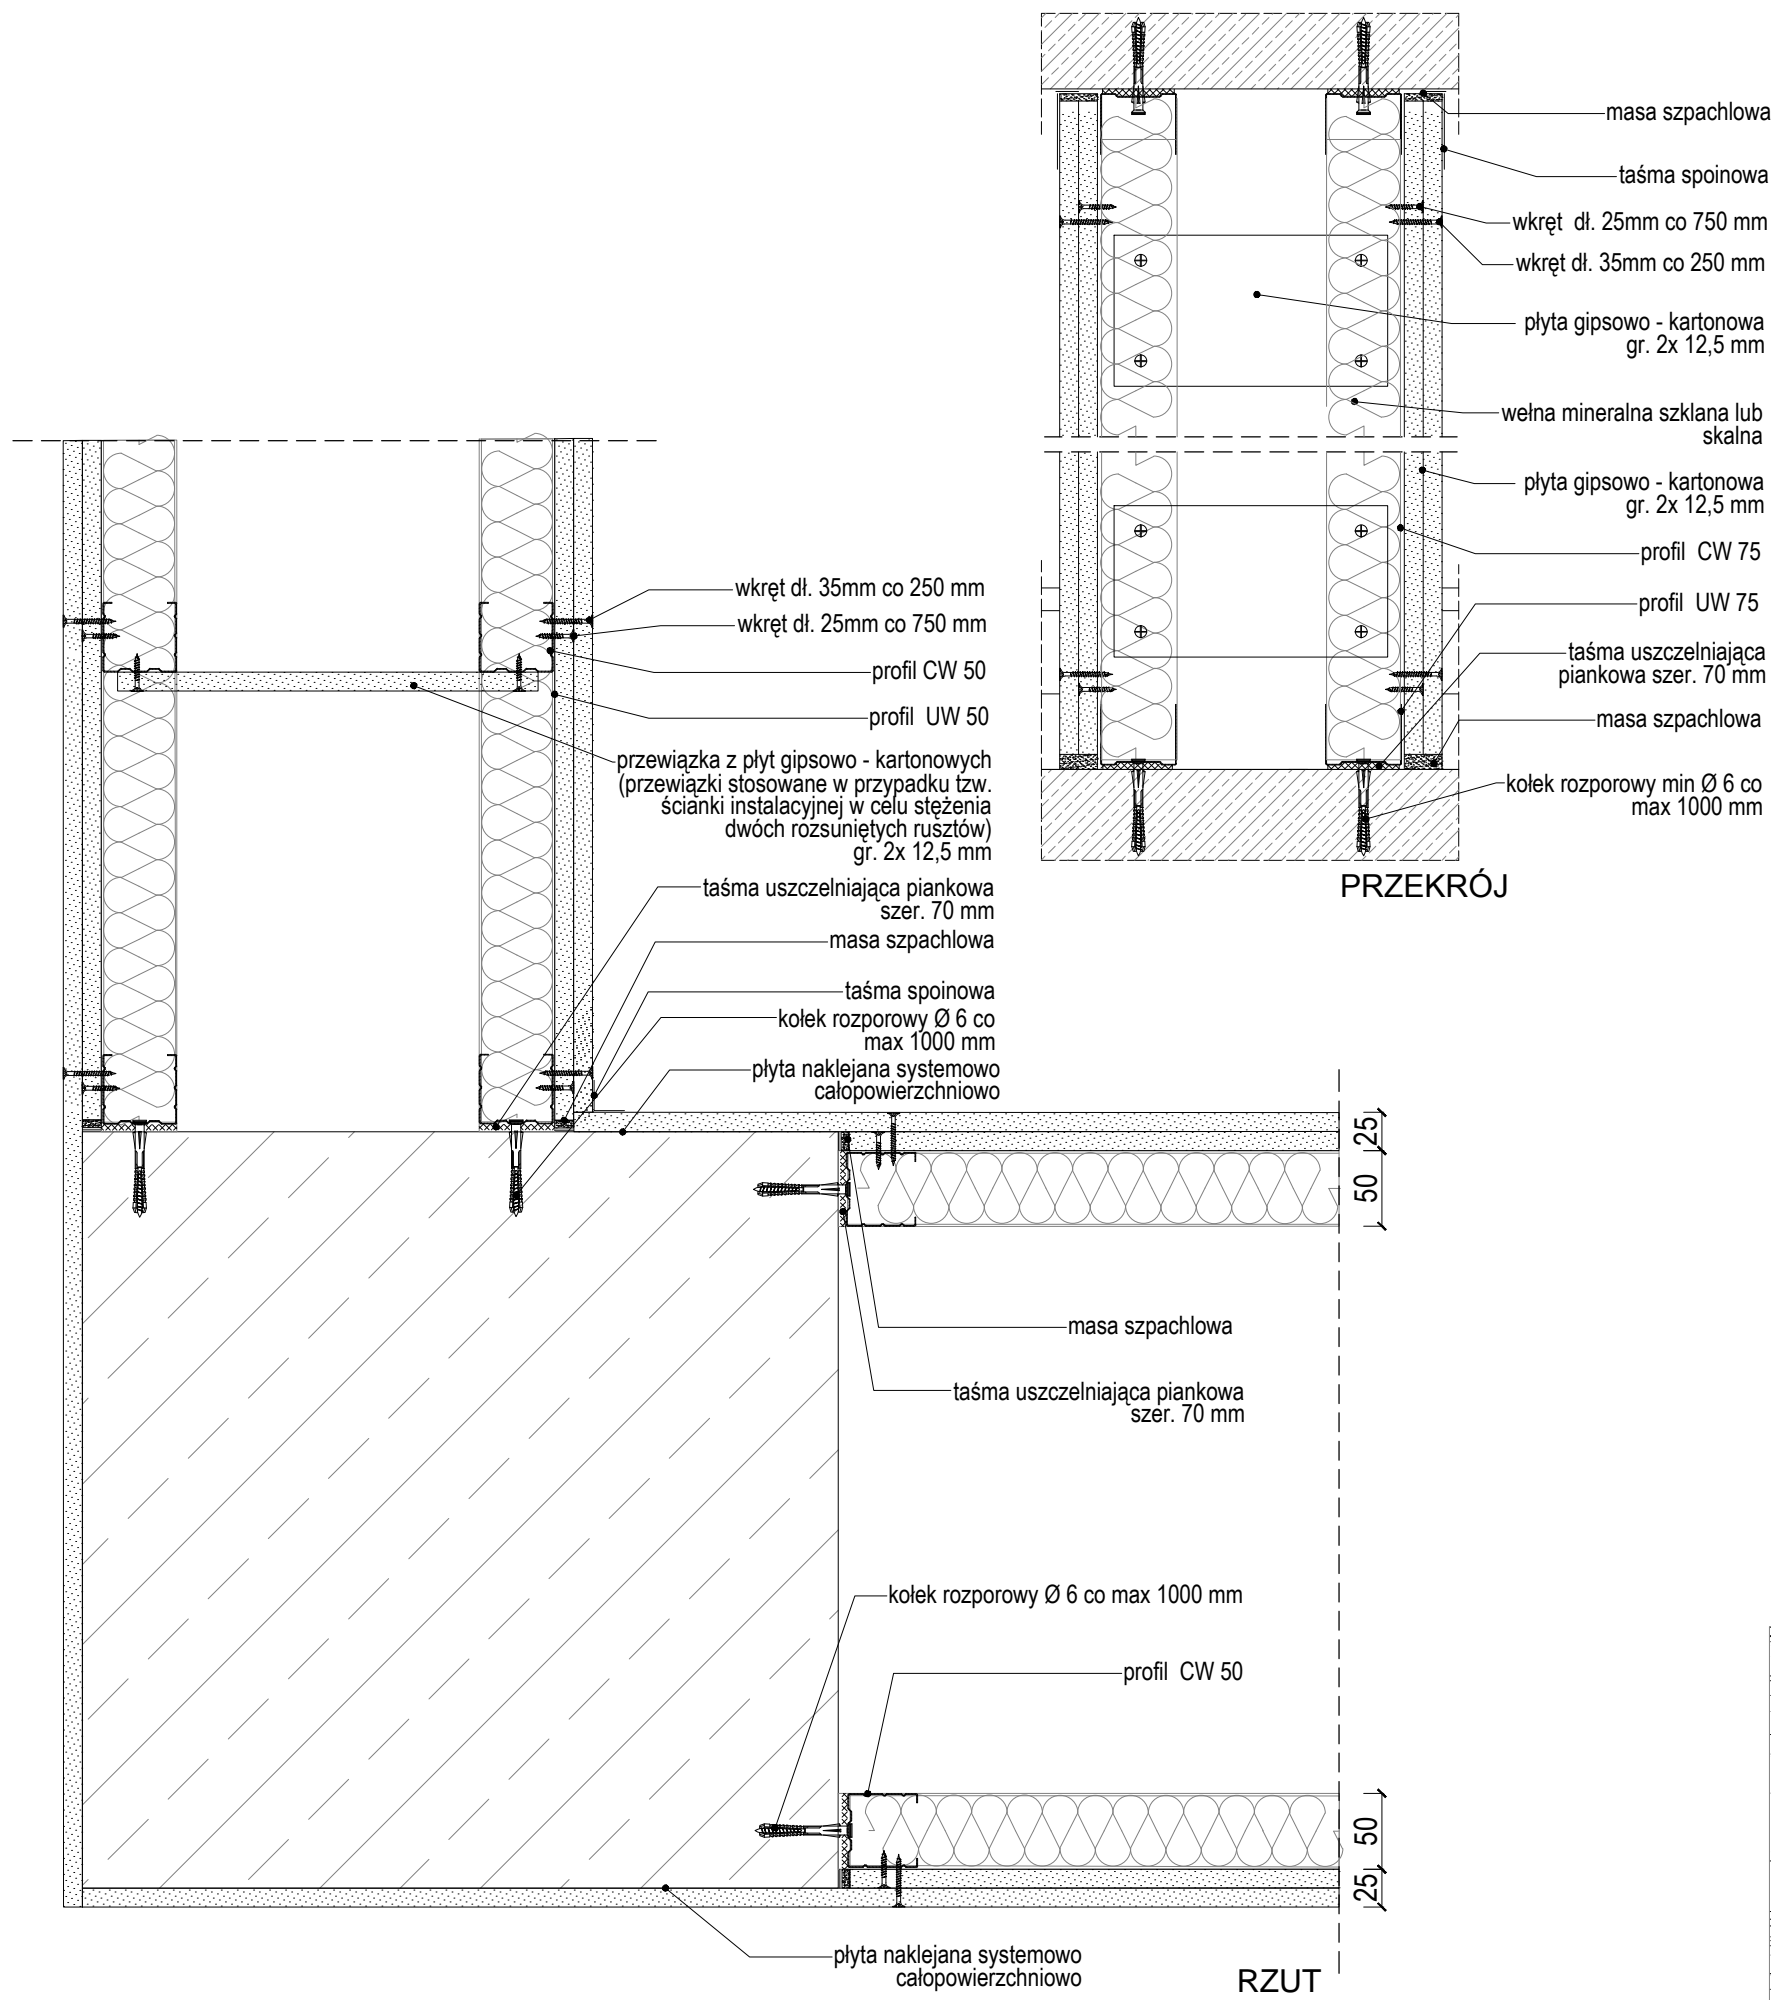 masa szpachlowa
taśma spoinowa
wkręt dł. 25mm co 750 mm
wkręt dł. 35mm co 250 mm
płyta gipsowo - kartonowa
gr. 2x 12,5 mm
wełna mineralna szklana lub
skalna
płyta gipsowo - kartonowa
gr. 2x 12,5 mm
profil CW 75
profil UW 75
taśma uszczelniająca
piankowa szer. 70 mm
masa szpachlowa
kołek rozporowy min Ø 6 co
max 1000 mm
PRZEKRÓJ
wkręt dł. 35mm co 250 mm
wkręt dł. 25mm co 750 mm
profil CW 50
profil UW 50
przewiązka z płyt gipsowo - kartonowych
(przewiązki stosowane w przypadku tzw.
ścianki instalacyjnej w celu stężenia
dwóch rozsuniętych rusztów)
gr. 2x 12,5 mm
taśma uszczelniająca piankowa
szer. 70 mm
masa szpachlowa
taśma spoinowa
kołek rozporowy Ø 6 co
max 1000 mm
płyta naklejana systemowo
całopowierzchniowo
25
50
masa szpachlowa
taśma uszczelniająca piankowa
szer. 70 mm
kołek rozporowy Ø 6 co max 1000 mm
profil CW 50
50
25
płyta naklejana systemowo
całopowierzchniowo
RZUT